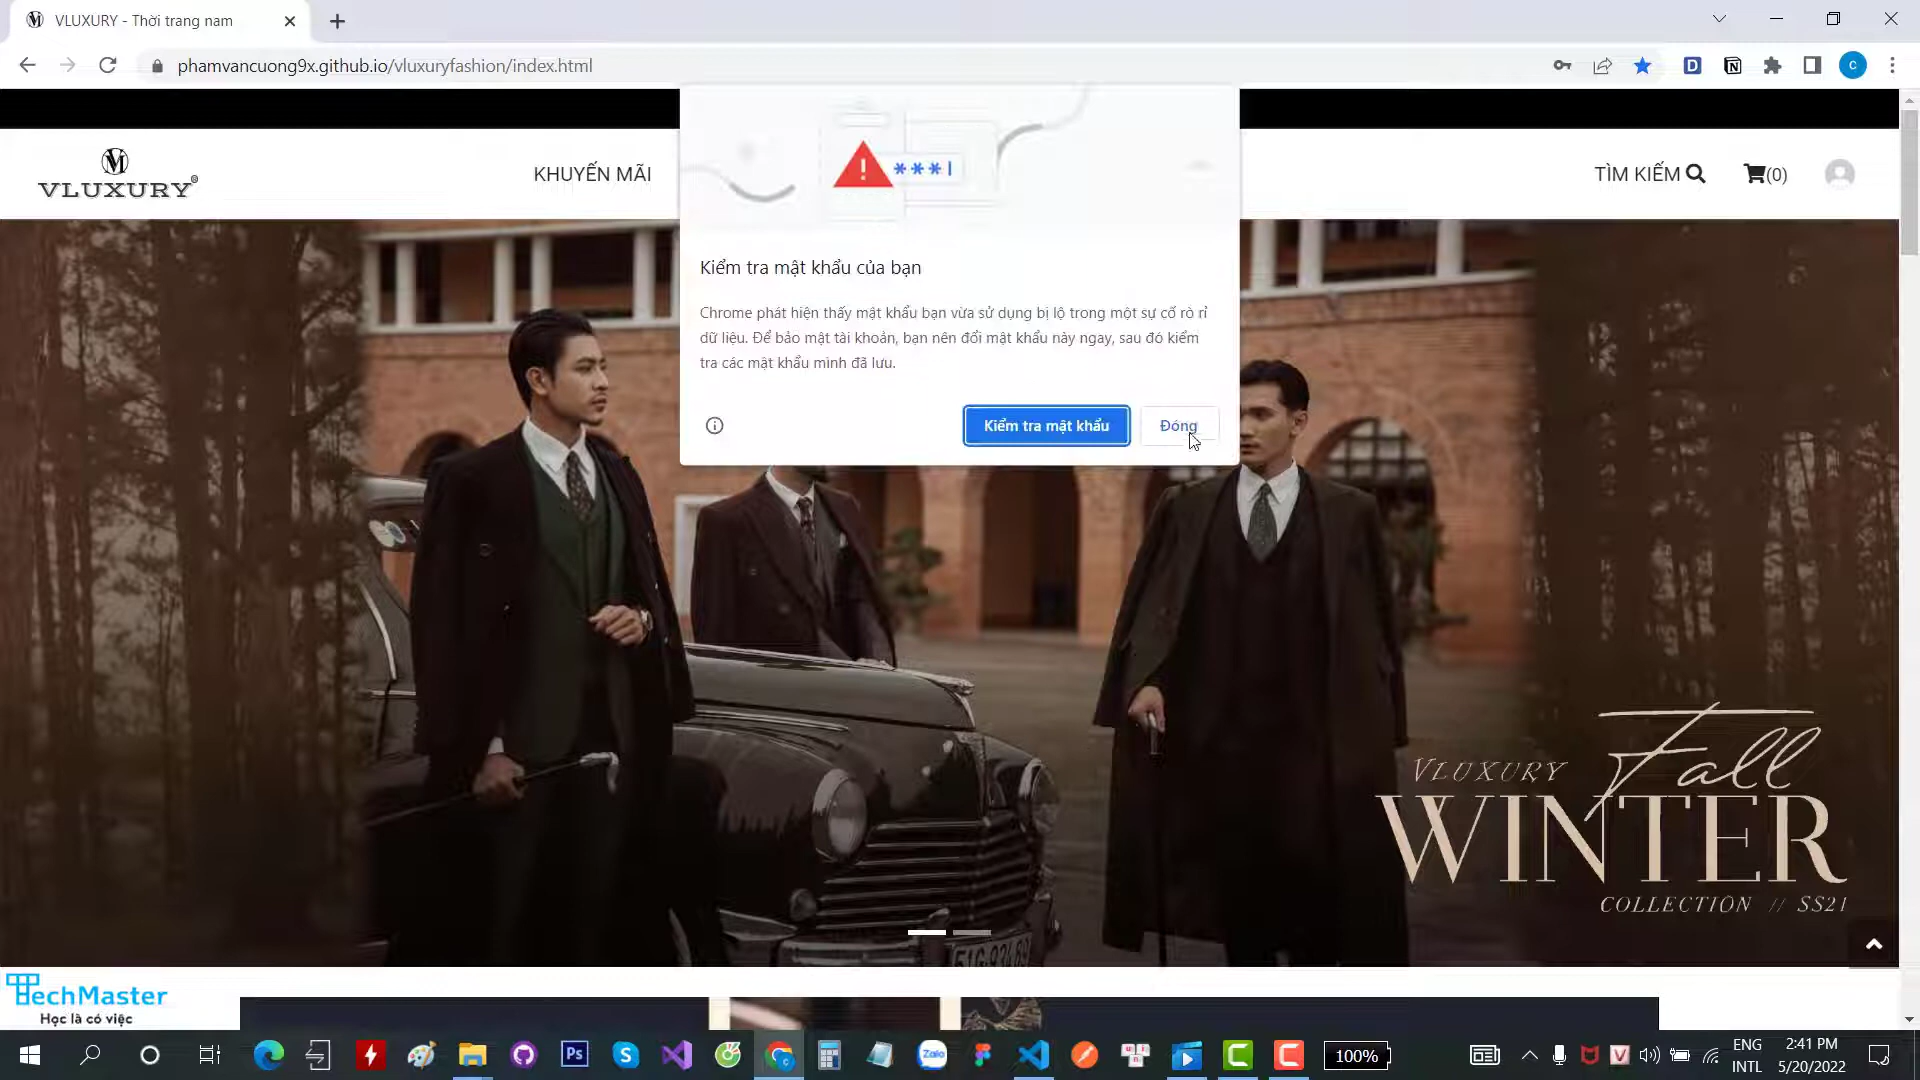 VLUXURY - Thời trang nam
phamvancuong9x.github.io/vluxuryfashion/index.html
VLUXURY
KHUYẾN MÃI
TÌM KIẾM
(0)
***
Kiểm tra mật khẩu của bạn
Chrome phát hiện thấy mật khẩu bạn vừa sử dụng bị lộ trong một sự cố rò rỉ
dữ liệu. Để bảo mật tài khoản, bạn nên đổi mật khẩu này ngay, sau đó kiểm
tra các mật khẩu mình đã lưu.
Kiểm tra mật khẩu
Đóng
VLUXURY Fall
WINTER
COLLECTION // SS21
TechMaster
Học là có việc
Ps
Zalo
100%
ENG
INTL
2:41 PM
5/20/2022